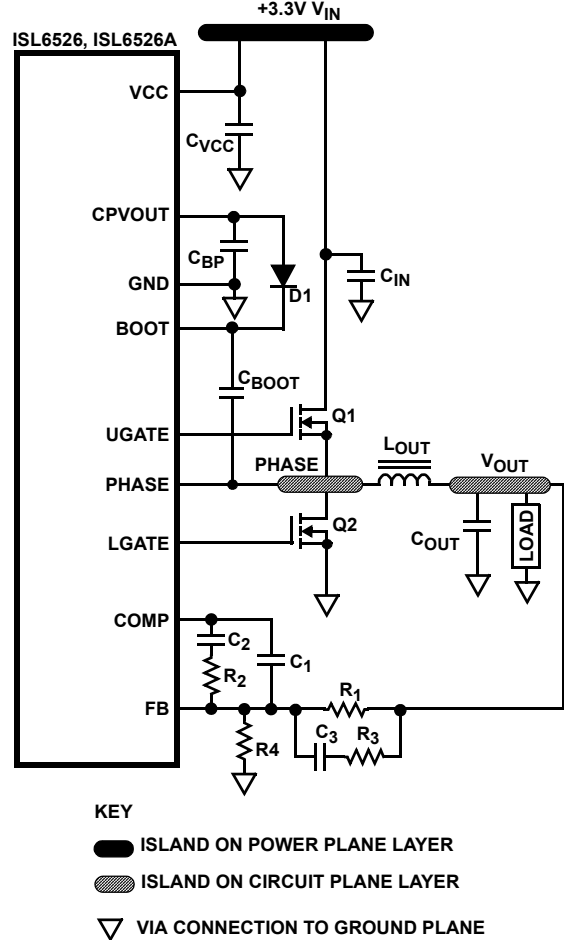 +3.3V VIN
ISL6526, ISL6526A
VCC
CVCC
CPVOUT
CBP
GND
D1
CIN
BOOT
CBOOT
Q1
UGATE
LOUT
PHASE
VOUT
PHASE
Q2
COUT
LOAD
LGATE
COMP
C2
C1
R2
R1
FB
C3
R3
R4
KEY
ISLAND ON POWER PLANE LAYER
ISLAND ON CIRCUIT PLANE LAYER
VIA CONNECTION TO GROUND PLANE